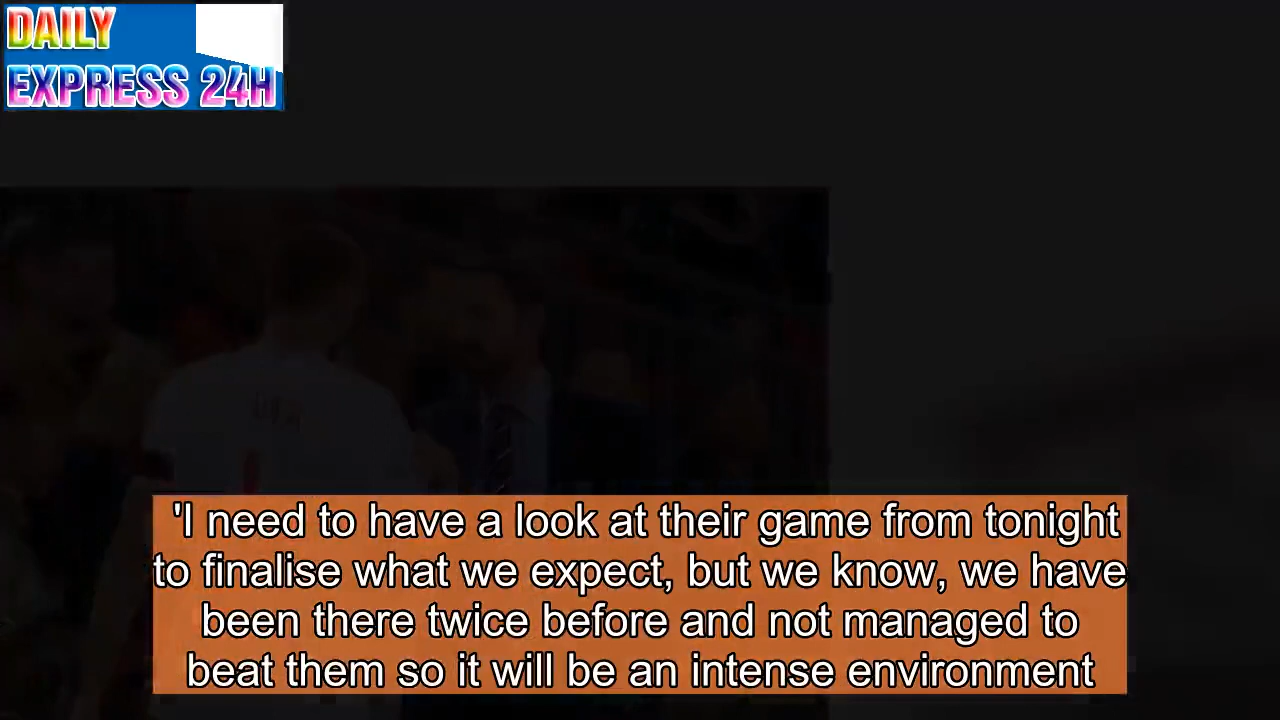 DAILY
EXPRESS 24H
'I need to have a look at their game from tonight
to finalise what we expect, but we know, we have
been there twice before and not managed to
beat them so it will be an intense environment